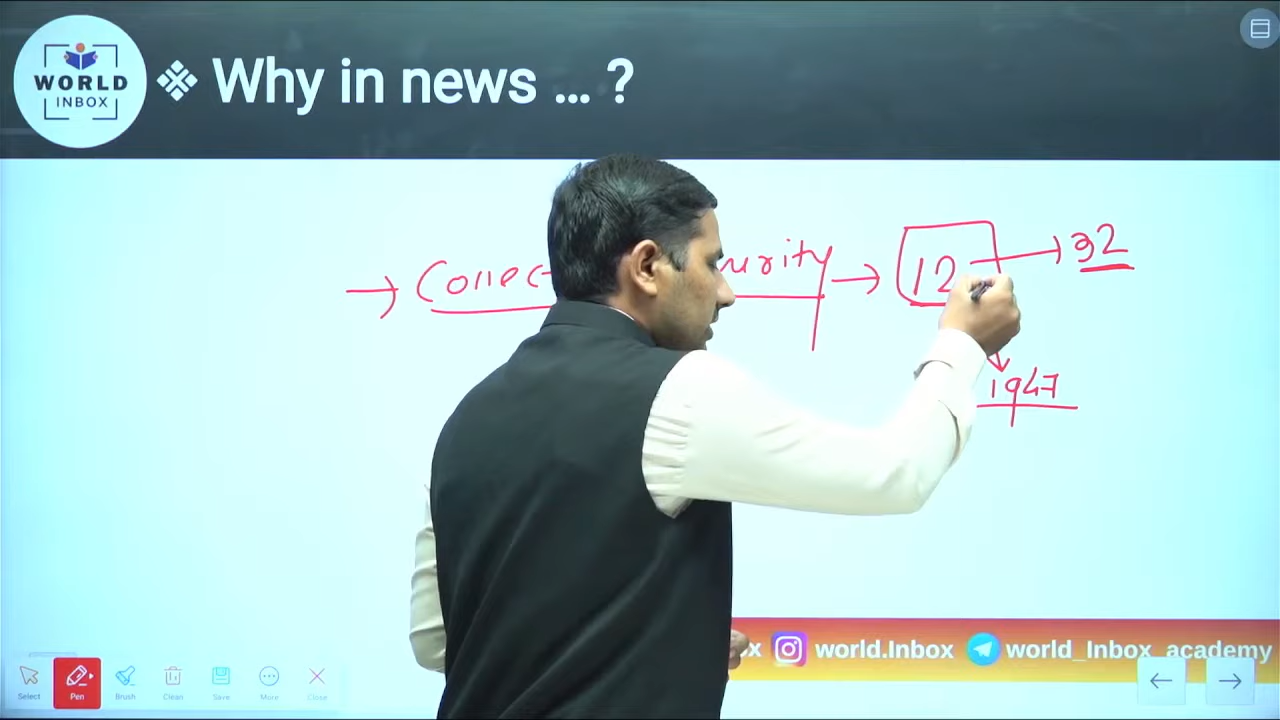 WORLD
INBOX
❖ Why in news ... ?
→ Collec urity → 12 → 32
1947
world.Inbox world_Inbox_academy
Select Pen Brush Clean Save More Close